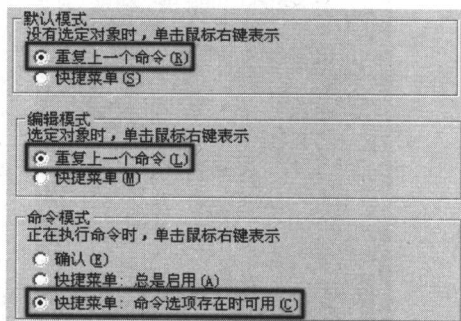 默认模式
没有选定对象时，单击鼠标右键表示
重复上一个命令(R)
快捷菜单(S)
编辑模式
选定对象时，单击鼠标右键表示
重复上一个命令(L)
快捷菜单(M)
命令模式
正在执行命令时，单击鼠标右键表示
确认(E)
快捷菜单：总是启用(A)
快捷菜单：命令选项存在时可用(C)